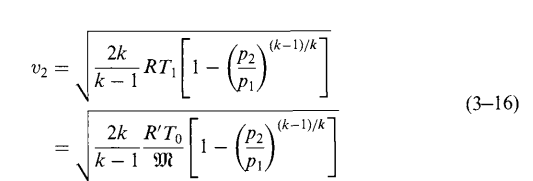 v₂ = √{ 2k/(k − 1) RT₁ [ 1 − (p₂/p₁)^((k−1)/k) ] }
= √{ 2k/(k − 1) R′T₀/𝔐 [ 1 − (p₂/p₁)^((k−1)/k) ] }
(3–16)